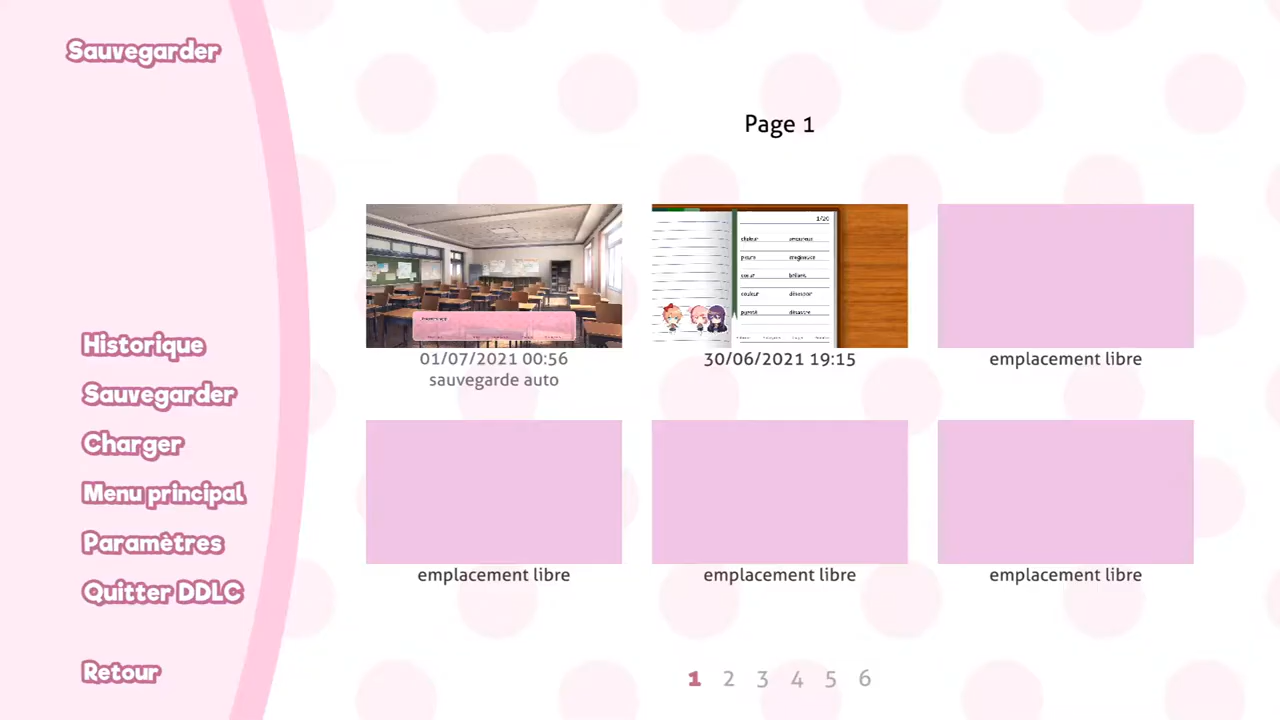 Sauvegarder
Page 1
1/20
01/07/2021 00:56
sauvegarde auto
30/06/2021 19:15
emplacement libre
emplacement libre
emplacement libre
emplacement libre
Historique
Sauvegarder
Charger
Menu principal
Paramètres
Quitter DDLC
Retour
1 2 3 4 5 6